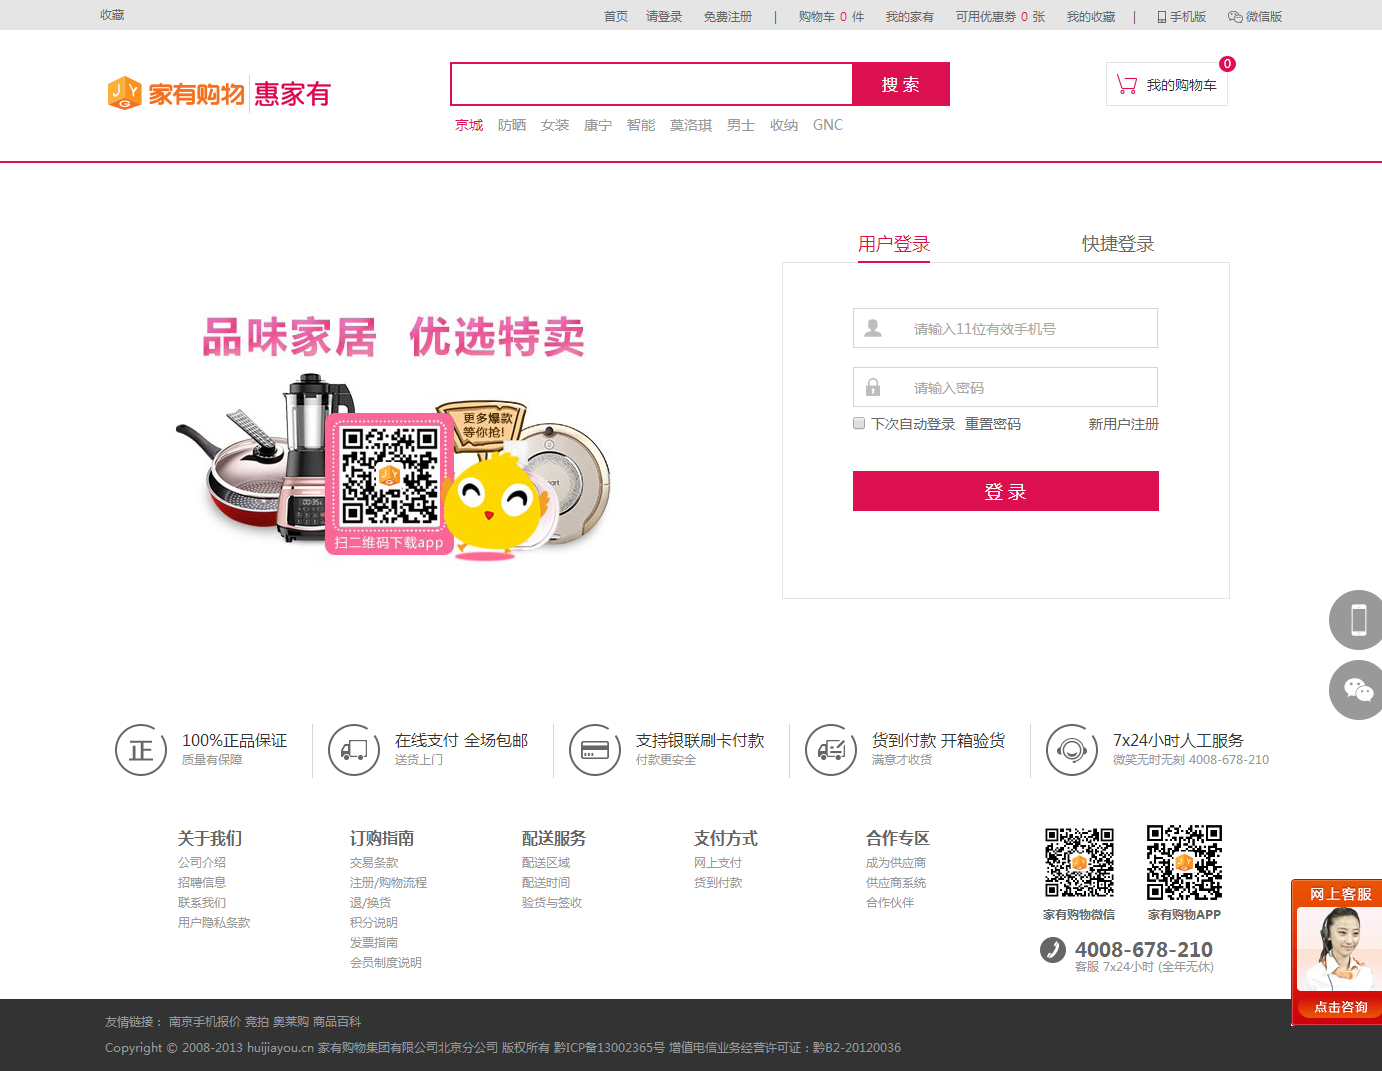 收藏
首页 请登录 免费注册 | 购物车 0 件 我的家有 可用优惠券 0 张 我的收藏 | 手机版 微信版
JYG 家有购物 惠家有
搜 索
我的购物车 0
京城 防晒 女装 康宁 智能 莫洛琪 男士 收纳 GNC
用户登录 快捷登录
请输入11位有效手机号
请输入密码
下次自动登录 重置密码 新用户注册
登 录
品味家居 优选特卖
更多爆款
等你抢!
扫二维码下载app
正
100%正品保证
质量有保障
在线支付 全场包邮
送货上门
支持银联刷卡付款
付款更安全
货到付款 开箱验货
满意才收货
7x24小时人工服务
微笑无时无刻 4008-678-210
关于我们
公司介绍
招聘信息
联系我们
用户隐私条款
订购指南
交易条款
注册/购物流程
退/换货
积分说明
发票指南
会员制度说明
配送服务
配送区域
配送时间
验货与签收
支付方式
网上支付
货到付款
合作专区
成为供应商
供应商系统
合作伙伴
家有购物微信 家有购物APP
4008-678-210
客服 7x24小时 (全年无休)
网上客服
点击咨询
友情链接： 南京手机报价 竞拍 奥莱购 商品百科
Copyright © 2008-2013 huijiayou.cn 家有购物集团有限公司北京分公司 版权所有 黔ICP备13002365号 增值电信业务经营许可证：黔B2-20120036